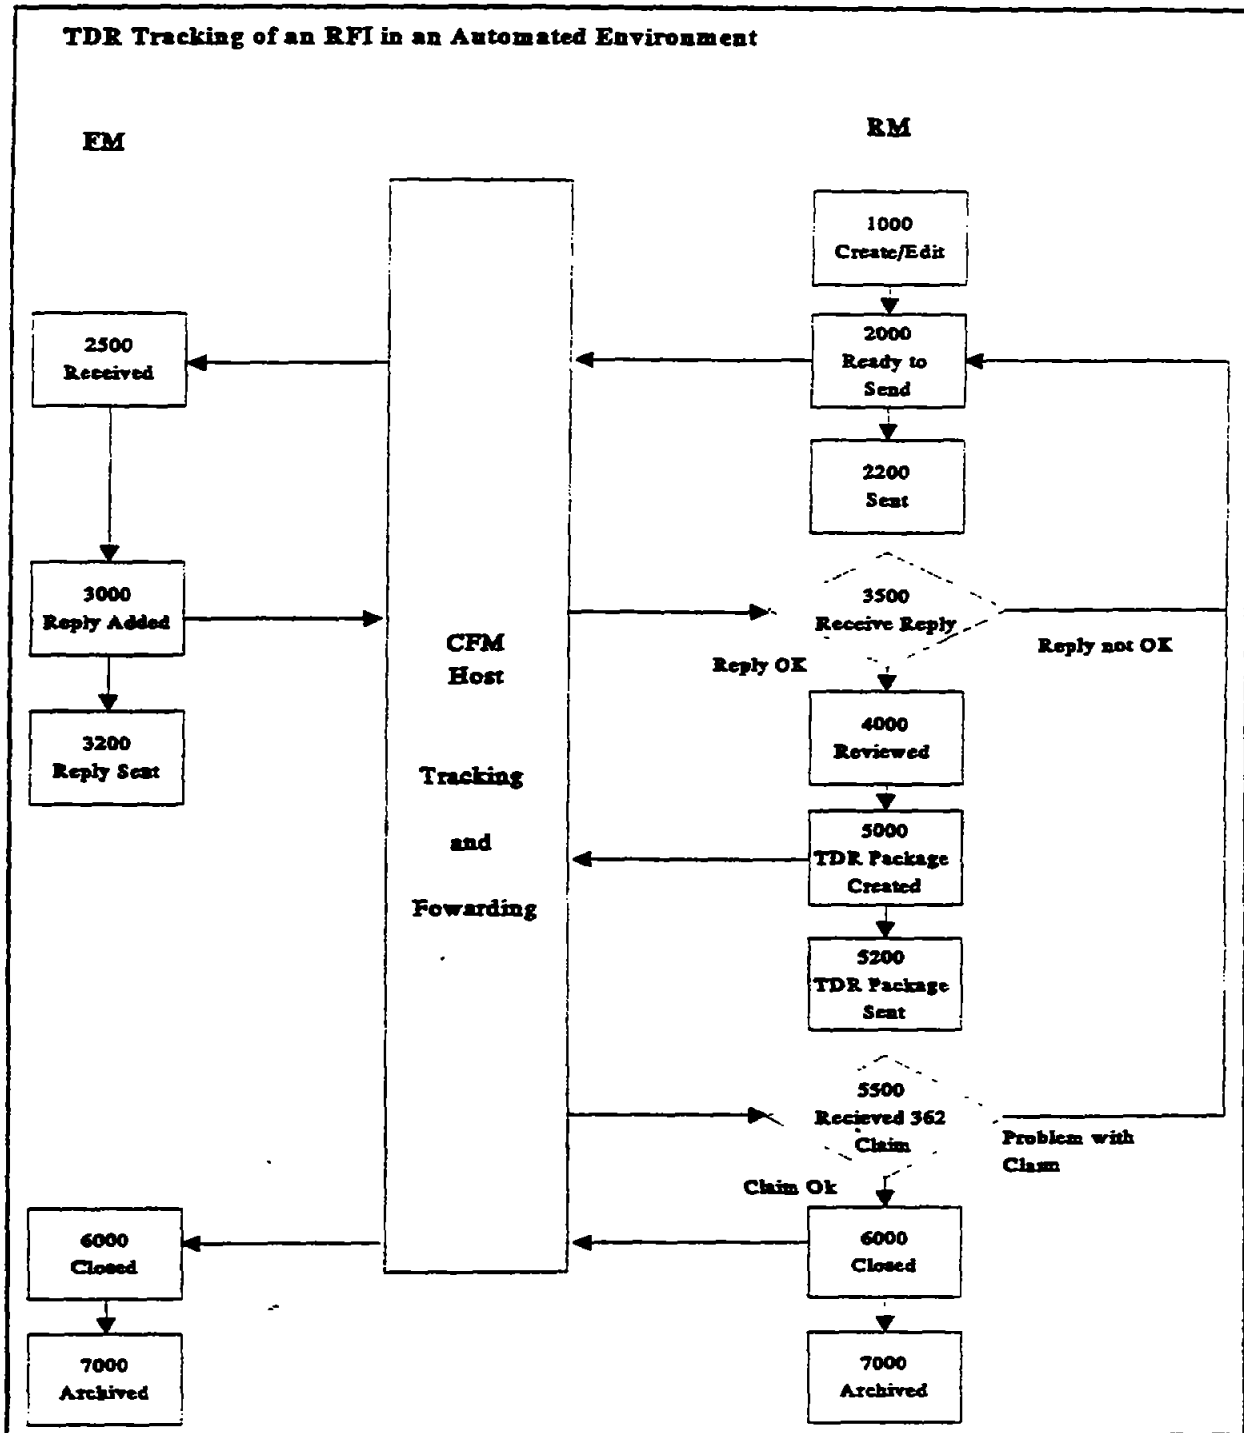 TDR Tracking of an RFI in an Automated Environment
FM
RM
1000
Create/Edit
2500
Received
2000
Ready to
Send
2200
Sent
3000
Reply Added
3500
Receive Reply
Reply OK
Reply not OK
CFM
Host
Tracking
and
Fowarding
3200
Reply Sent
4000
Reviewed
5000
TDR Package
Created
5200
TDR Package
Sent
5500
Recieved 362
Claim
Problem with
Claim
Claim Ok
6000
Closed
6000
Closed
7000
Archived
7000
Archived